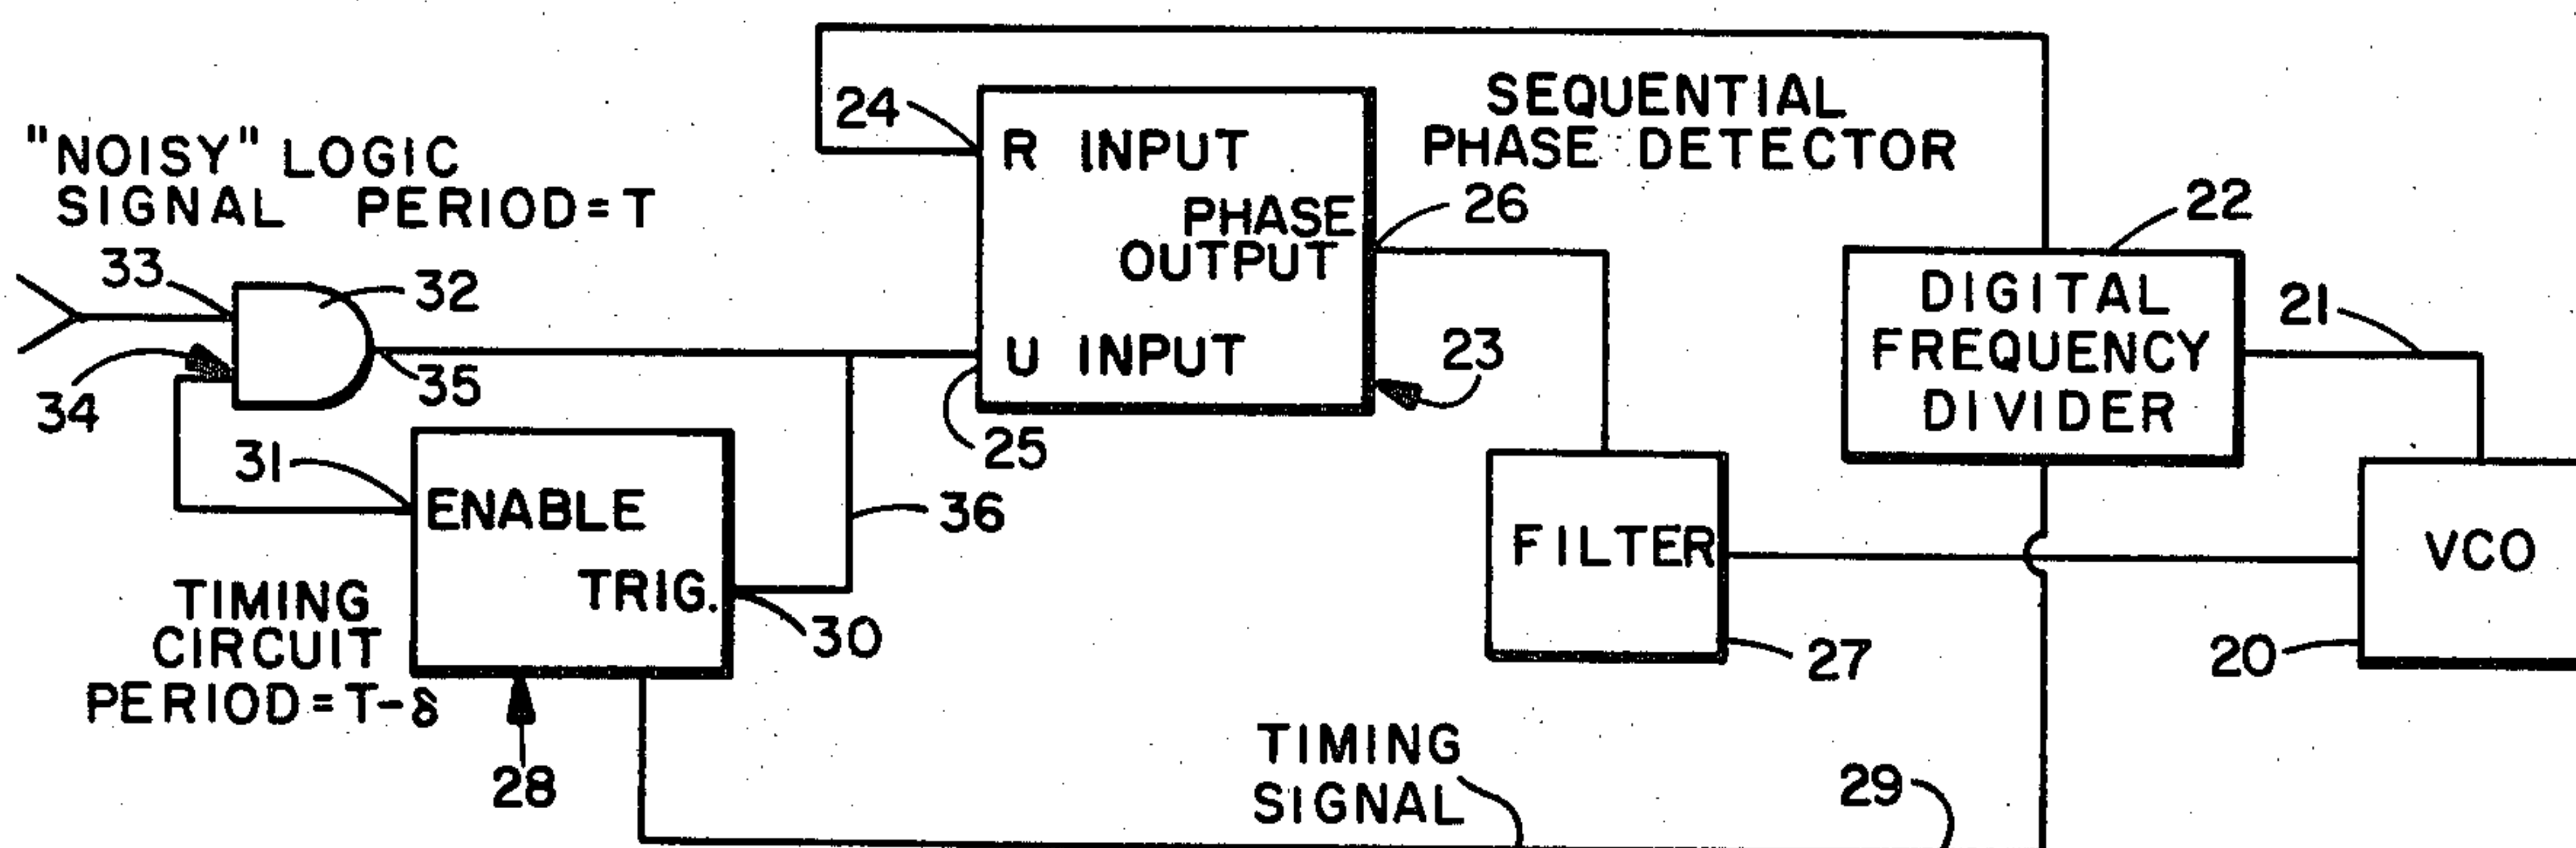 "NOISY" LOGIC
SIGNAL PERIOD=T
33
32
34
35
24
R INPUT
PHASE
OUTPUT
U INPUT
25
SEQUENTIAL
PHASE DETECTOR
26
23
22
DIGITAL
FREQUENCY
DIVIDER
21
31
ENABLE
TRIG.
36
30
TIMING
CIRCUIT
PERIOD=T-δ
28
FILTER
27
VCO
20
TIMING
SIGNAL
29